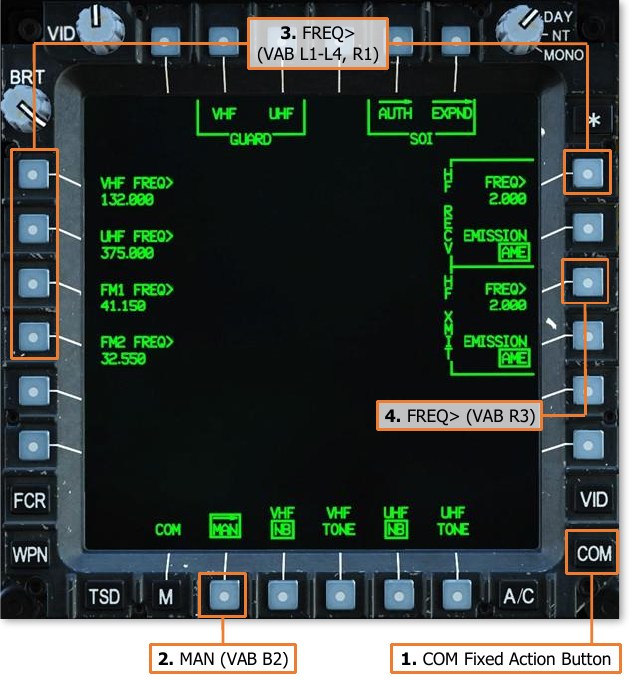 3. FREQ>
(VAB L1-L4, R1)
VID
DAY
NT
MONO
BRT
*
VHF UHF
GUARD
AUTH EXPND
SOI
VHF FREQ>
132.000
UHF FREQ>
375.000
FM1 FREQ>
41.150
FM2 FREQ>
32.550
HF RECV
FREQ>
2.000
EMISSION
AME
HF XMIT
FREQ>
2.000
EMISSION
AME
4. FREQ> (VAB R3)
FCR
WPN
VID
COM
COM MAN VHF NB VHF TONE UHF NB UHF TONE
TSD M A/C
2. MAN (VAB B2)
1. COM Fixed Action Button